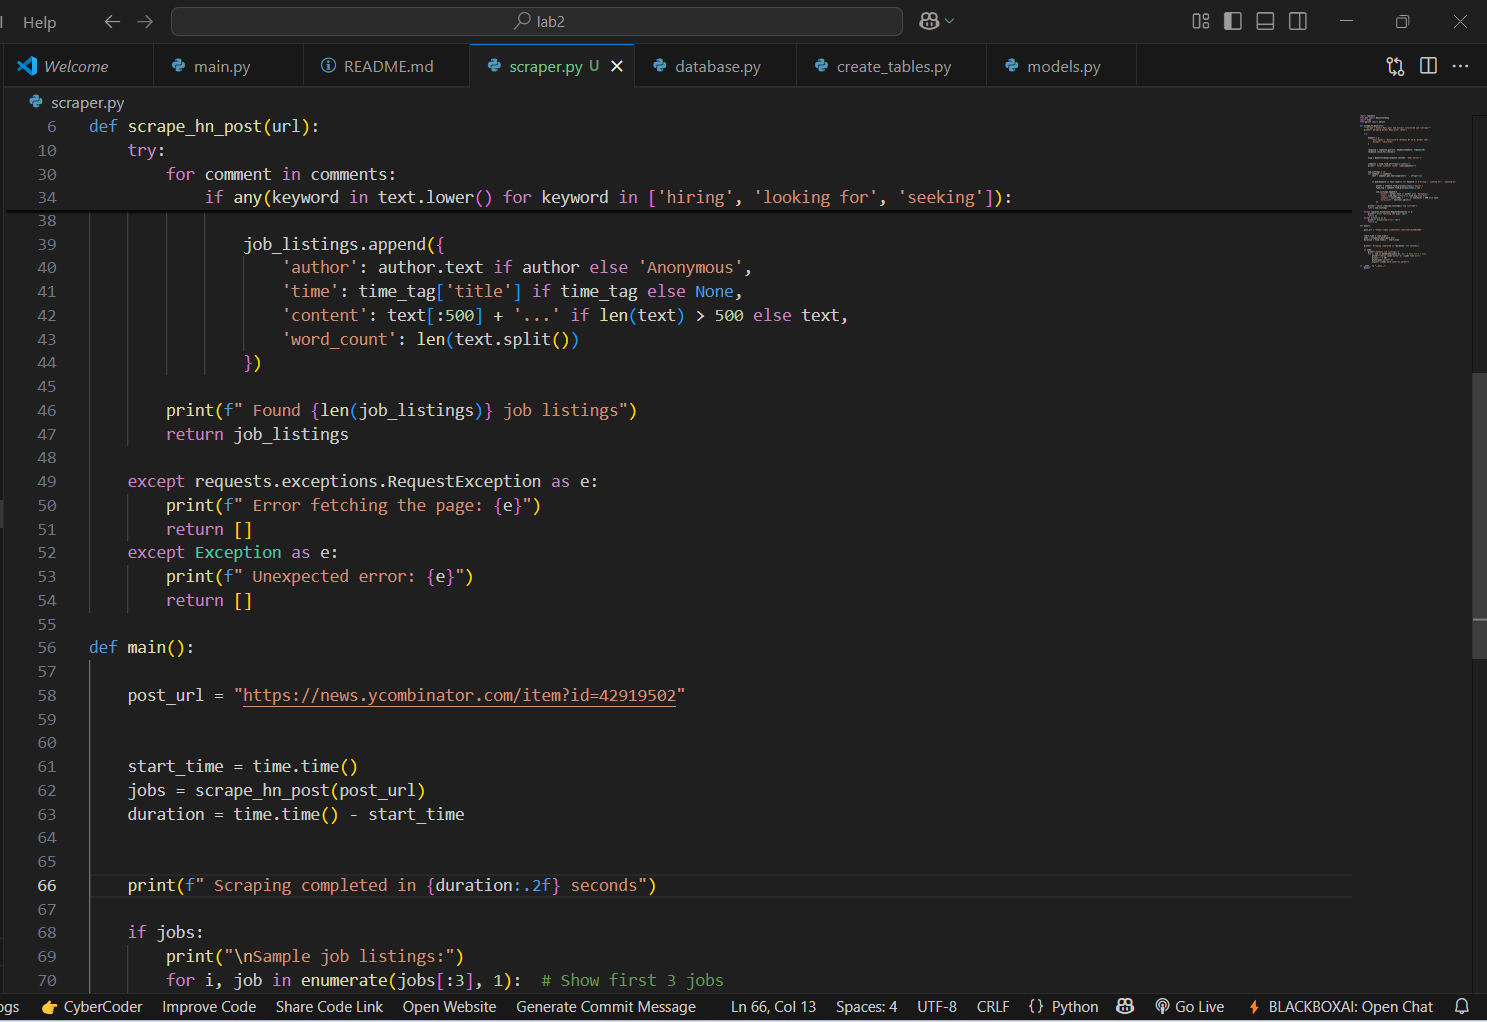 Help
lab2
Welcome
main.py
README.md
scraper.py U
database.py
create_tables.py
models.py
scraper.py
6 def scrape_hn_post(url):
10 try:
30 for comment in comments:
34 if any(keyword in text.lower() for keyword in ['hiring', 'looking for', 'seeking']):
38
39 job_listings.append({
40 'author': author.text if author else 'Anonymous',
41 'time': time_tag['title'] if time_tag else None,
42 'content': text[:500] + '...' if len(text) > 500 else text,
43 'word_count': len(text.split())
44 })
45
46 print(f" Found {len(job_listings)} job listings")
47 return job_listings
48
49 except requests.exceptions.RequestException as e:
50 print(f" Error fetching the page: {e}")
51 return []
52 except Exception as e:
53 print(f" Unexpected error: {e}")
54 return []
55
56 def main():
57
58 post_url = "https://news.ycombinator.com/item?id=42919502"
59
60
61 start_time = time.time()
62 jobs = scrape_hn_post(post_url)
63 duration = time.time() - start_time
64
65
66 print(f" Scraping completed in {duration:.2f} seconds")
67
68 if jobs:
69 print("\nSample job listings:")
70 for i, job in enumerate(jobs[:3], 1): # Show first 3 jobs
ogs 👉 CyberCoder Improve Code Share Code Link Open Website Generate Commit Message Ln 66, Col 13 Spaces: 4 UTF-8 CRLF {} Python Go Live BLACKBOXAI: Open Chat